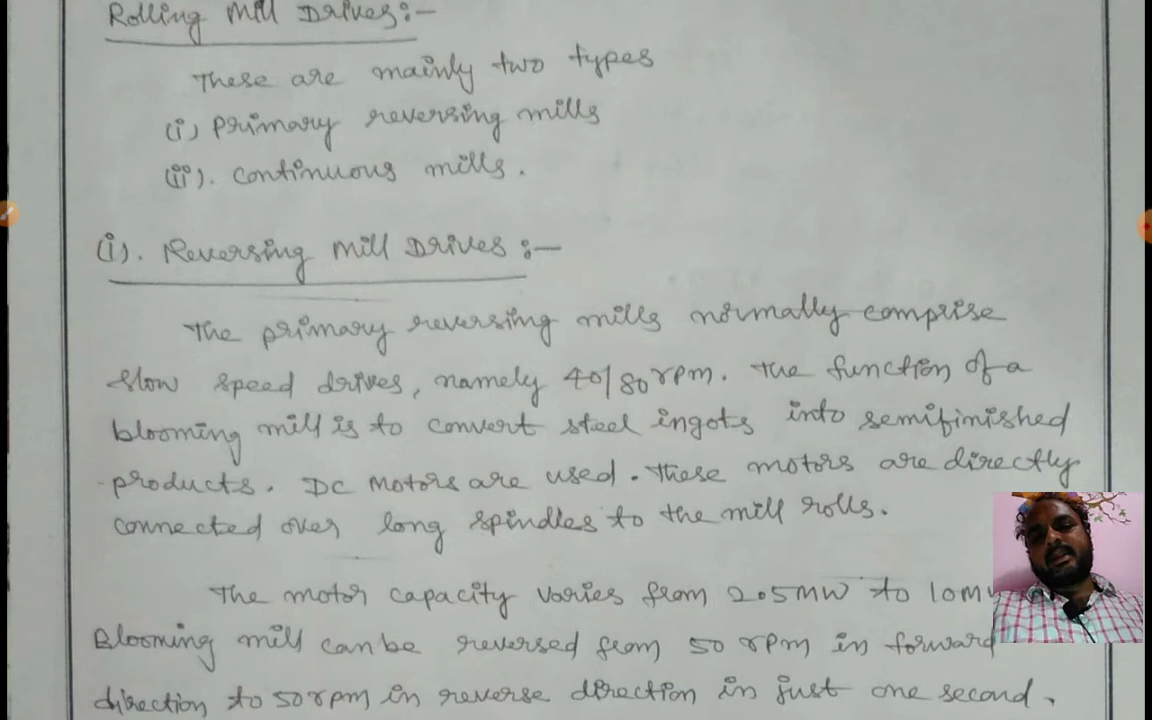 Rolling Mill Drives:-
These are mainly two types
(i) primary reversing mills
(ii). continuous mills.
(i). Reversing Mill Drives :-
The primary reversing mills normally comprise
slow speed drives, namely 40/80 rpm. The function of a
blooming mill is to convert steel ingots into semifinished
products. DC Motors are used. These motors are directly
connected over long spindles to the mill rolls.
The motor capacity varies from 2.5MW to 10M
Blooming mill can be reversed from 50 rpm in forward
direction to 50 rpm in reverse direction in just one second.